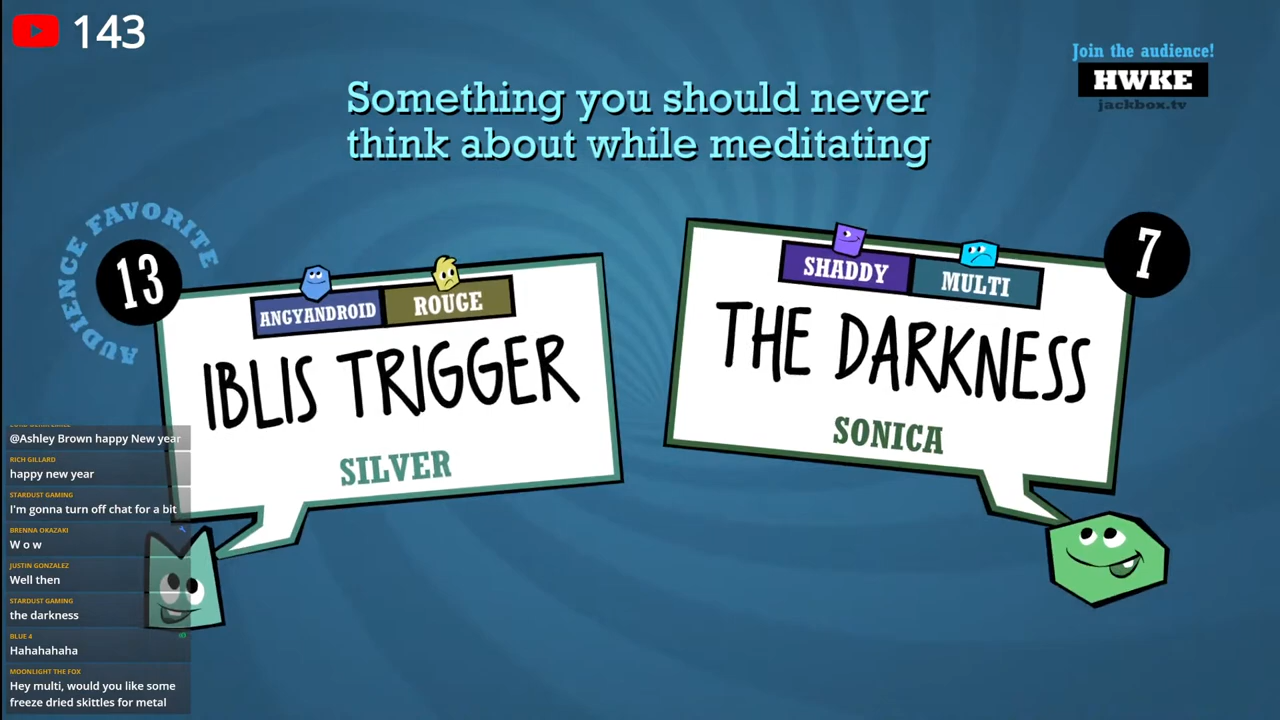 143
Join the audience!
HWKE
jackbox.tv
Something you should never
think about while meditating
AUDIENCE FAVORITE
13
ANGYANDROID
ROUGE
IBLIS TRIGGER
SILVER
7
SHADDY
MULTI
THE DARKNESS
SONICA
@Ashley Brown happy New year
RICH GILLARD
happy new year
STARDUST GAMING
I'm gonna turn off chat for a bit
BRENNA OKAZAKI
W o w
JUSTIN GONZALEZ
Well then
STARDUST GAMING
the darkness
BLUE 4
Hahahahaha
MOONLIGHT THE FOX
Hey multi, would you like some
freeze dried skittles for metal